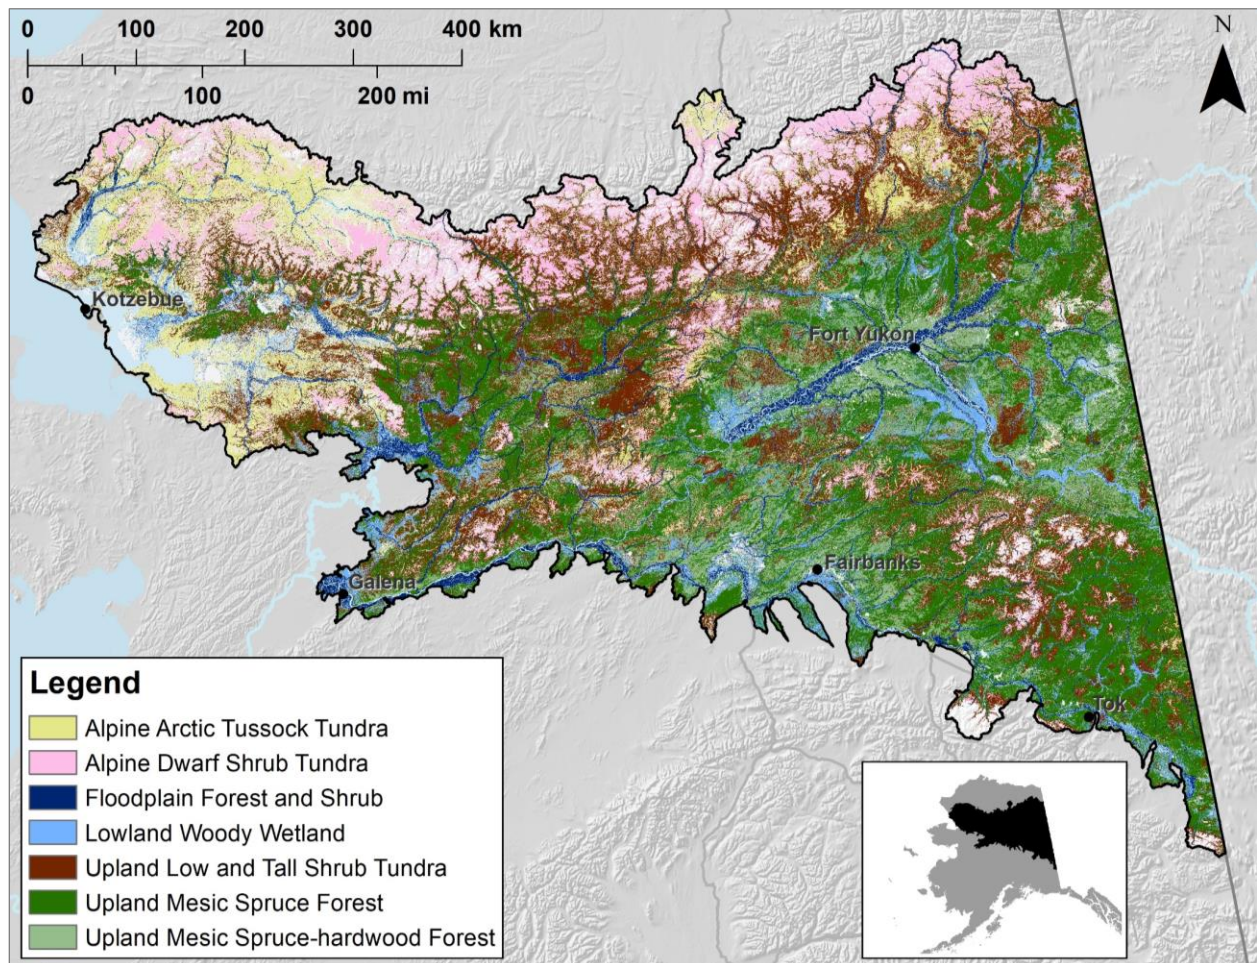 0 100 200 300 400 km
0 100 200 mi
N
Kotzebue
Fort Yukon
Fairbanks
Galena
Tok
Legend
Alpine Arctic Tussock Tundra
Alpine Dwarf Shrub Tundra
Floodplain Forest and Shrub
Lowland Woody Wetland
Upland Low and Tall Shrub Tundra
Upland Mesic Spruce Forest
Upland Mesic Spruce-hardwood Forest